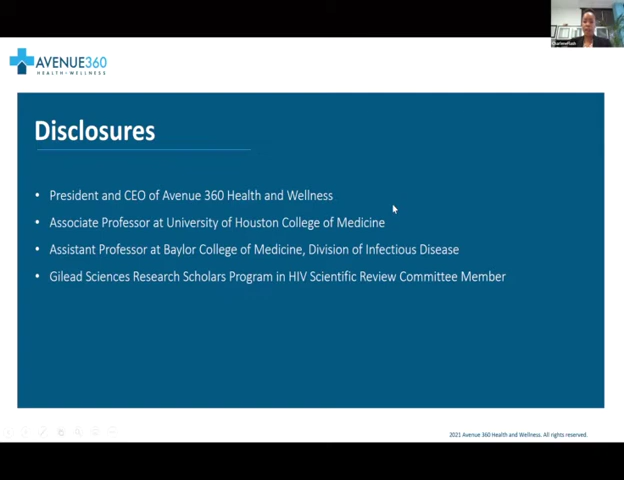 CharleneFlash
AVENUE360
HEALTH+WELLNESS
Disclosures
• President and CEO of Avenue 360 Health and Wellness
• Associate Professor at University of Houston College of Medicine
• Assistant Professor at Baylor College of Medicine, Division of Infectious Disease
• Gilead Sciences Research Scholars Program in HIV Scientific Review Committee Member
2021 Avenue 360 Health and Wellness. All rights reserved.